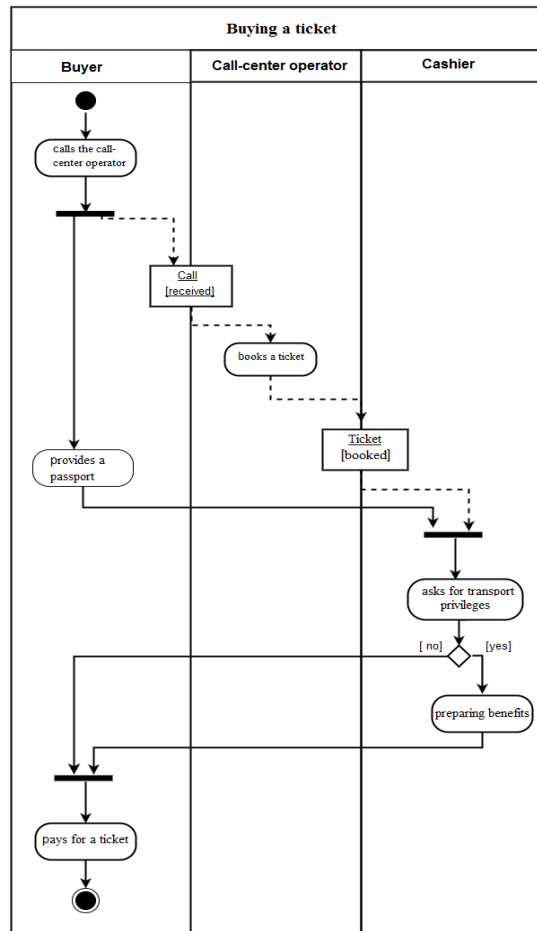 Buying a ticket
Buyer
Call-center operator
Cashier
Calls the call-
center operator
Call
[received]
books a ticket
Ticket
[booked]
provides a
passport
asks for transport
privileges
[ no]
[yes]
preparing benefits
pays for a ticket